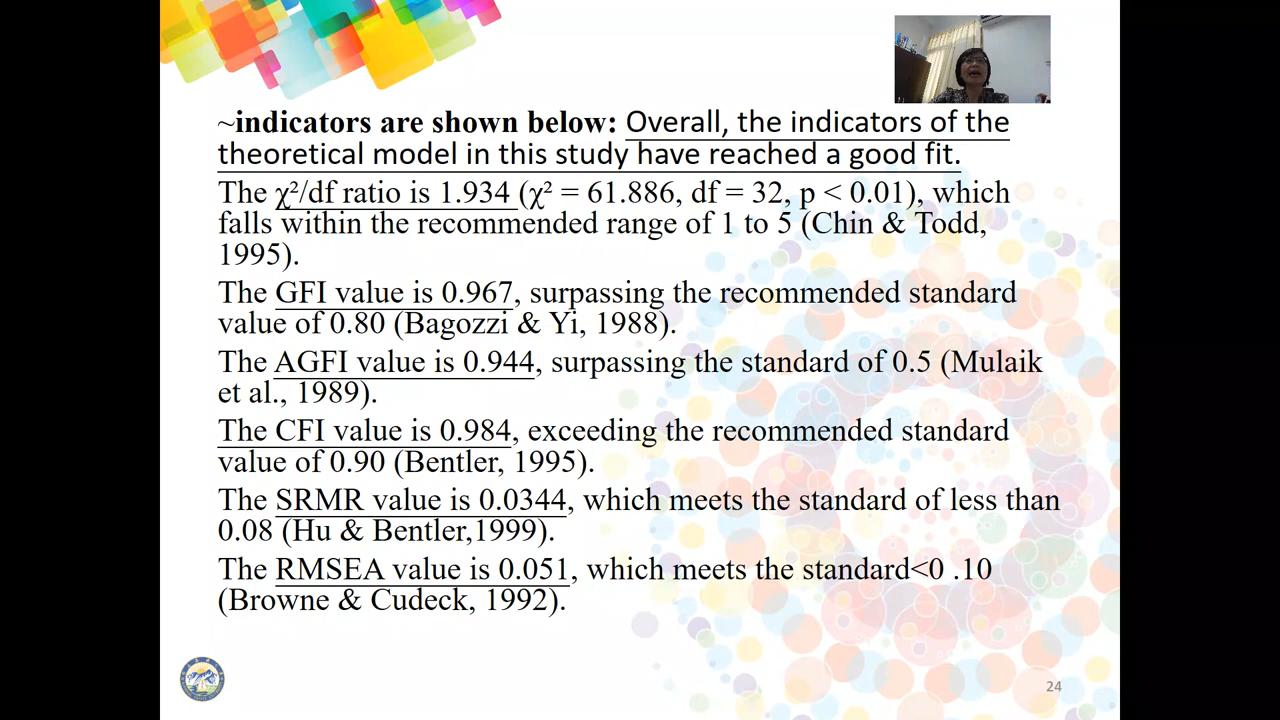 ~indicators are shown below: Overall, the indicators of the
theoretical model in this study have reached a good fit.
The χ²/df ratio is 1.934 (χ² = 61.886, df = 32, p < 0.01), which
falls within the recommended range of 1 to 5 (Chin & Todd,
1995).
The GFI value is 0.967, surpassing the recommended standard
value of 0.80 (Bagozzi & Yi, 1988).
The AGFI value is 0.944, surpassing the standard of 0.5 (Mulaik
et al., 1989).
The CFI value is 0.984, exceeding the recommended standard
value of 0.90 (Bentler, 1995).
The SRMR value is 0.0344, which meets the standard of less than
0.08 (Hu & Bentler,1999).
The RMSEA value is 0.051, which meets the standard<0 .10
(Browne & Cudeck, 1992).
24